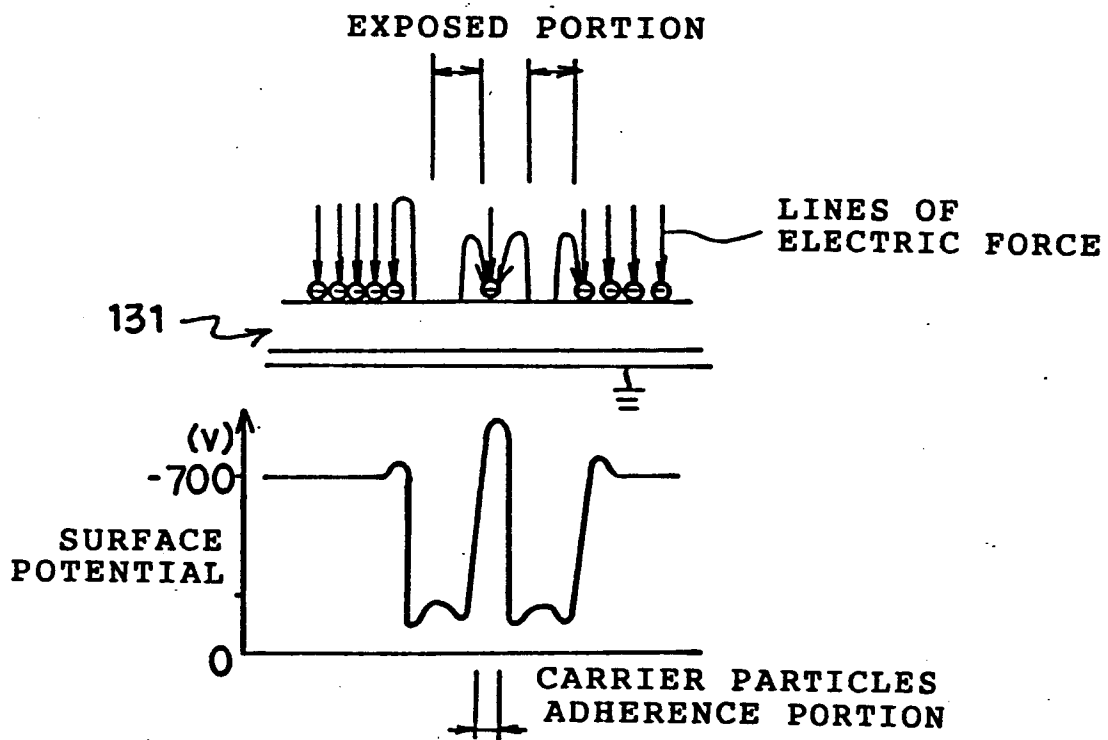 EXPOSED PORTION
LINES OF
ELECTRIC FORCE
131
(V)
-700
SURFACE
POTENTIAL
0
CARRIER PARTICLES
ADHERENCE PORTION